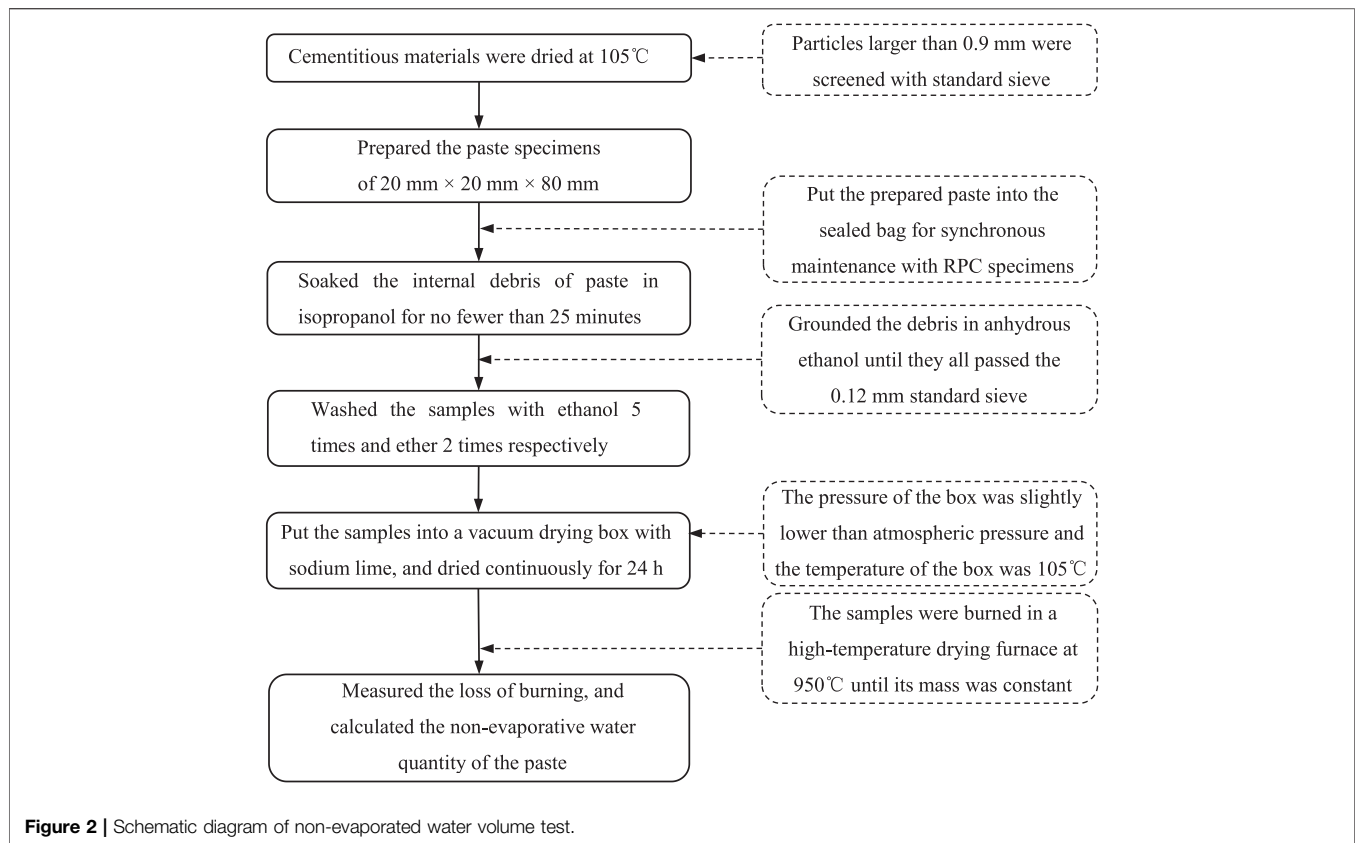 Cementitious materials were dried at 105℃
Particles larger than 0.9 mm were
screened with standard sieve
Prepared the paste specimens
of 20 mm × 20 mm × 80 mm
Put the prepared paste into the
sealed bag for synchronous
maintenance with RPC specimens
Soaked the internal debris of paste in
isopropanol for no fewer than 25 minutes
Grounded the debris in anhydrous
ethanol until they all passed the
0.12 mm standard sieve
Washed the samples with ethanol 5
times and ether 2 times respectively
Put the samples into a vacuum drying box with
sodium lime, and dried continuously for 24 h
The pressure of the box was slightly
lower than atmospheric pressure and
the temperature of the box was 105℃
The samples were burned in a
high-temperature drying furnace at
950℃ until its mass was constant
Measured the loss of burning, and
calculated the non-evaporative water
quantity of the paste
Figure 2 | Schematic diagram of non-evaporated water volume test.